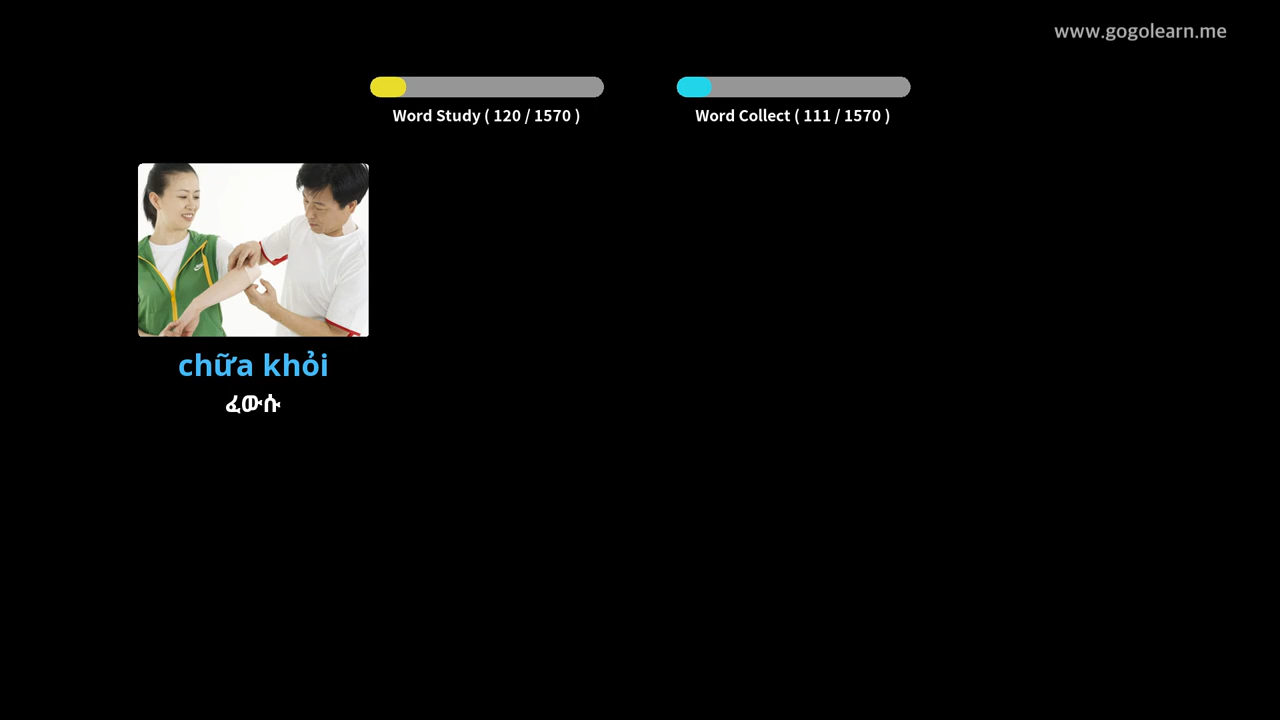 www.gogolearn.me
Word Study ( 120 / 1570 )
Word Collect ( 111 / 1570 )
chữa khỏi
ፈውሱ